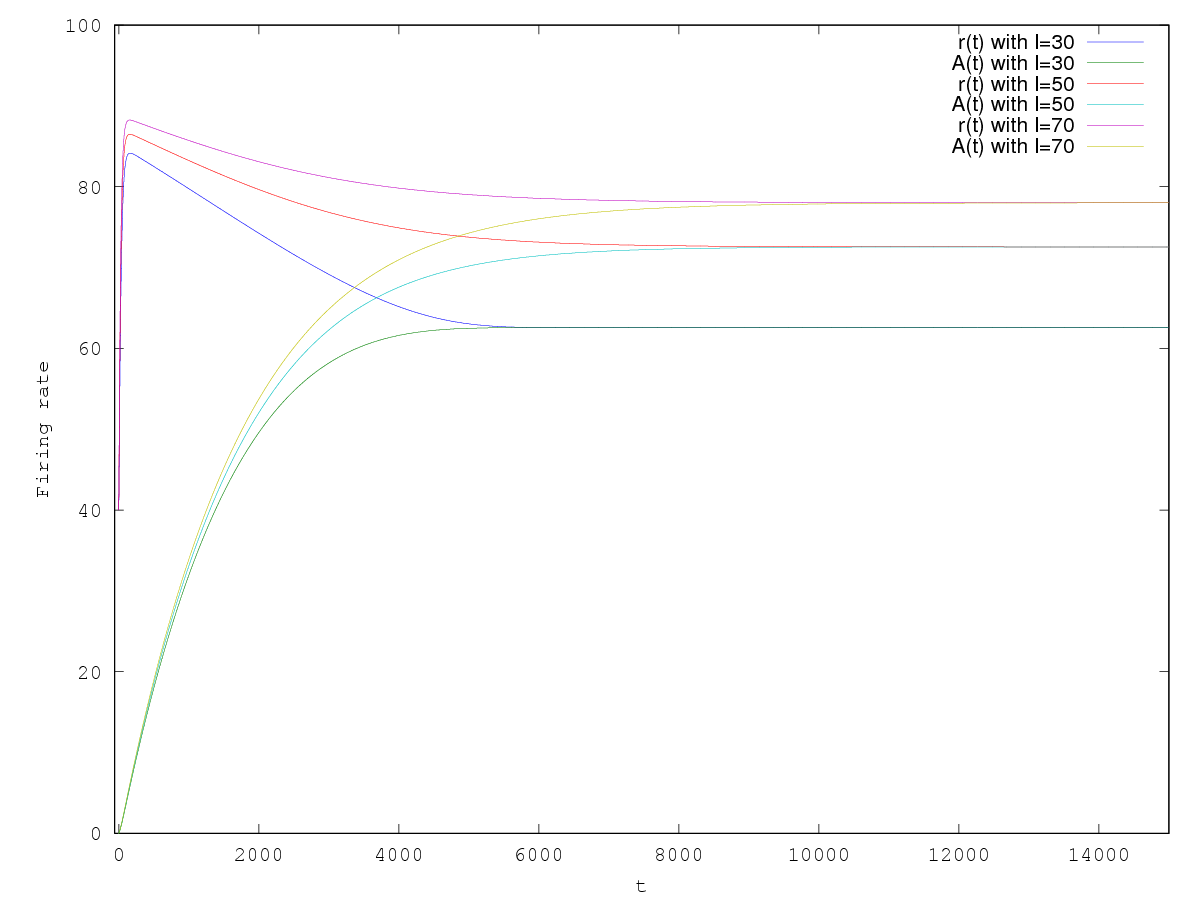 100
80
60
40
20
0
Firing rate
r(t) with I=30
A(t) with I=30
r(t) with I=50
A(t) with I=50
r(t) with I=70
A(t) with I=70
0 2000 4000 6000 8000 10000 12000 14000
t